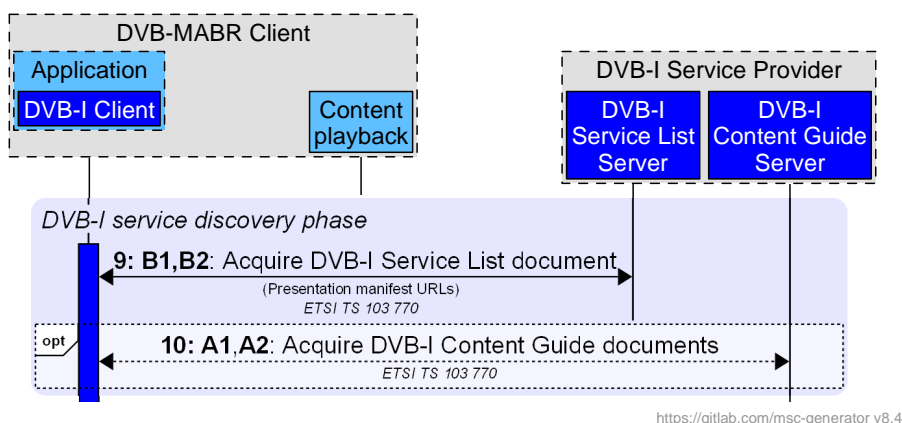 DVB-MABR Client
Application
DVB-I Client
Content
playback
DVB-I Service Provider
DVB-I
Service List
Server
DVB-I
Content Guide
Server
DVB-I service discovery phase
9: B1,B2: Acquire DVB-I Service List document
(Presentation manifest URLs)
ETSI TS 103 770
opt
10: A1,A2: Acquire DVB-I Content Guide documents
ETSI TS 103 770
https://gitlab.com/msc-generator v8.4